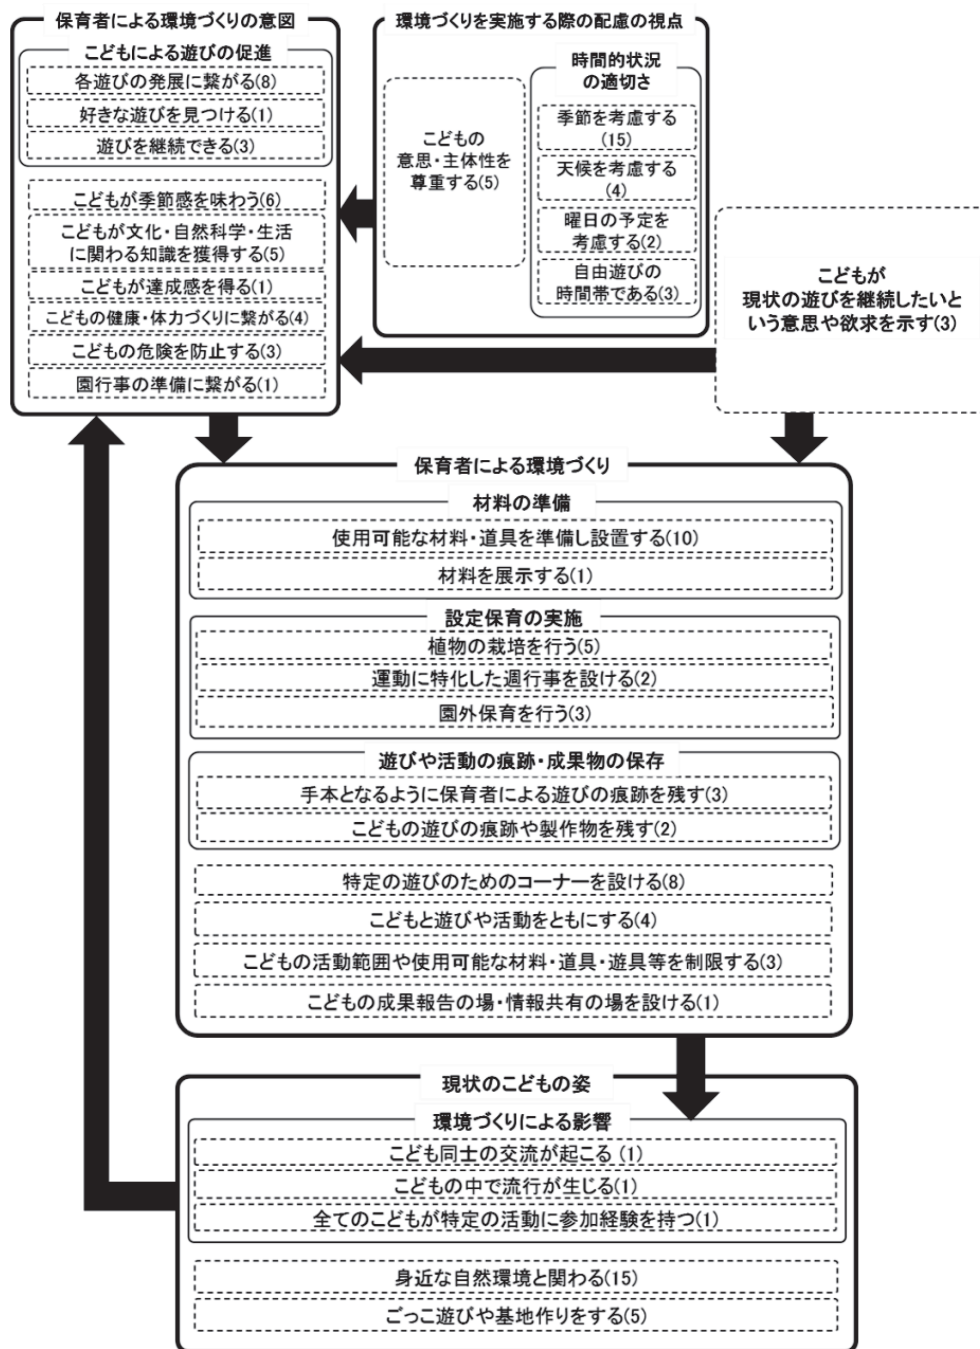 保育者による環境づくりの意図
こどもによる遊びの促進
各遊びの発展に繋がる(8)
好きな遊びを見つける(1)
遊びを継続できる(3)
こどもが季節感を味わう(6)
こどもが文化・自然科学・生活
に関わる知識を獲得する(5)
こどもが達成感を得る(1)
こどもの健康・体力づくりに繋がる(4)
こどもの危険を防止する(3)
園行事の準備に繋がる(1)
環境づくりを実施する際の配慮の視点
こどもの
意思・主体性を
尊重する(5)
時間的状況
の適切さ
季節を考慮する
(15)
天候を考慮する
(4)
曜日の予定を
考慮する(2)
自由遊びの
時間帯である(3)
こどもが
現状の遊びを継続したいと
いう意思や欲求を示す(3)
保育者による環境づくり
材料の準備
使用可能な材料・道具を準備し設置する(10)
材料を展示する(1)
設定保育の実施
植物の栽培を行う(5)
運動に特化した週行事を設ける(2)
園外保育を行う(3)
遊びや活動の痕跡・成果物の保存
手本となるように保育者による遊びの痕跡を残す(3)
こどもの遊びの痕跡や製作物を残す(2)
特定の遊びのためのコーナーを設ける(8)
こどもと遊びや活動をともにする(4)
こどもの活動範囲や使用可能な材料・道具・遊具等を制限する(3)
こどもの成果報告の場・情報共有の場を設ける(1)
現状のこどもの姿
環境づくりによる影響
こども同士の交流が起こる (1)
こどもの中で流行が生じる(1)
全てのこどもが特定の活動に参加経験を持つ(1)
身近な自然環境と関わる(15)
ごっこ遊びや基地作りをする(5)